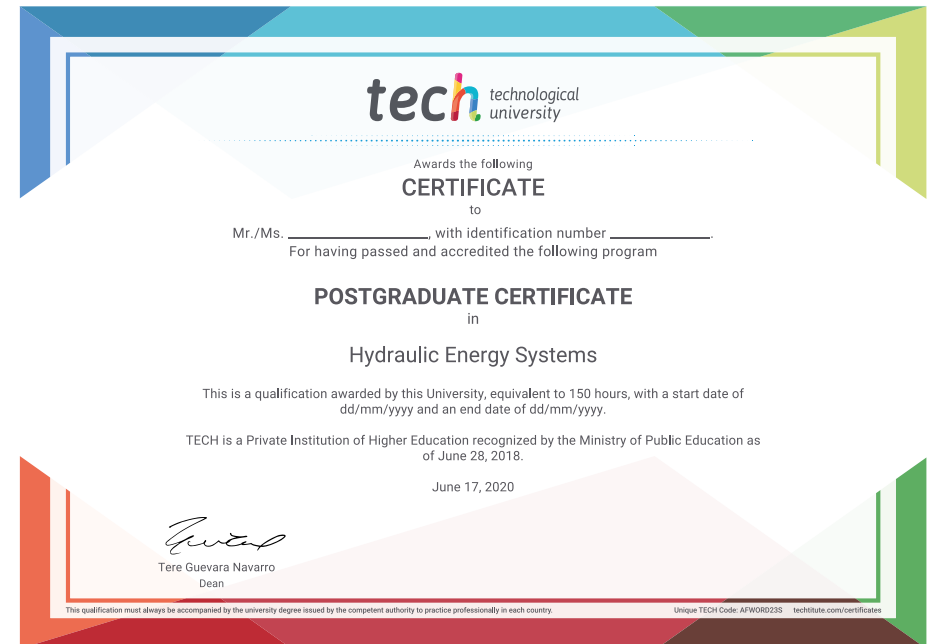 tech technological
university
Awards the following
CERTIFICATE
to
Mr./Ms. ____________________, with identification number ______________.
For having passed and accredited the following program
POSTGRADUATE CERTIFICATE
in
Hydraulic Energy Systems
This is a qualification awarded by this University, equivalent to 150 hours, with a start date of
dd/mm/yyyy and an end date of dd/mm/yyyy.
TECH is a Private Institution of Higher Education recognized by the Ministry of Public Education as
of June 28, 2018.
June 17, 2020
Tere Guevara Navarro
Dean
This qualification must always be accompanied by the university degree issued by the competent authority to practice professionally in each country. Unique TECH Code: AFWORD23S techtitute.com/certificates